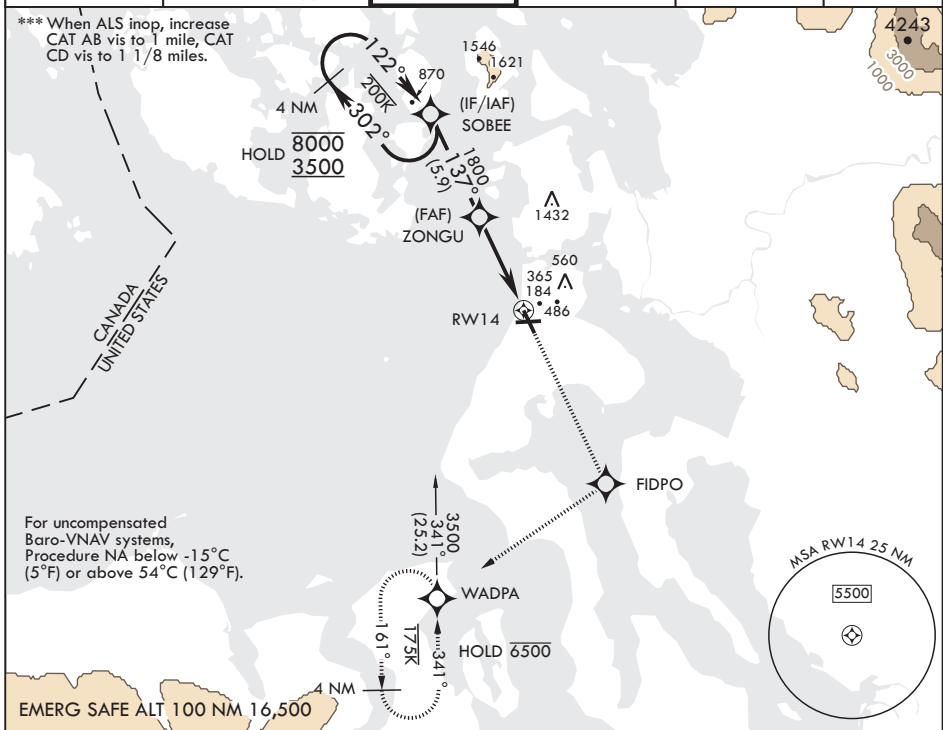 *** When ALS inop, increase
CAT AB vis to 1 mile, CAT
CD vis to 1 1/8 miles.
4243
3000
1000
1546
1621
122°
870
200K
4 NM
302°
(IF/IAF)
SOBEE
HOLD 8000
3500
1800
137°
(5.9)
1432
(FAF)
ZONGU
560
365
184
486
RW14
CANADA
UNITED STATES
FIDPO
3500
341°
(25.2)
For uncompensated
Baro-VNAV systems,
Procedure NA below -15°C
(5°F) or above 54°C (129°F).
MSA RW14 25 NM
5500
WADPA
161°
175K
341°
HOLD 6500
4 NM
EMERG SAFE ALT 100 NM 16,500